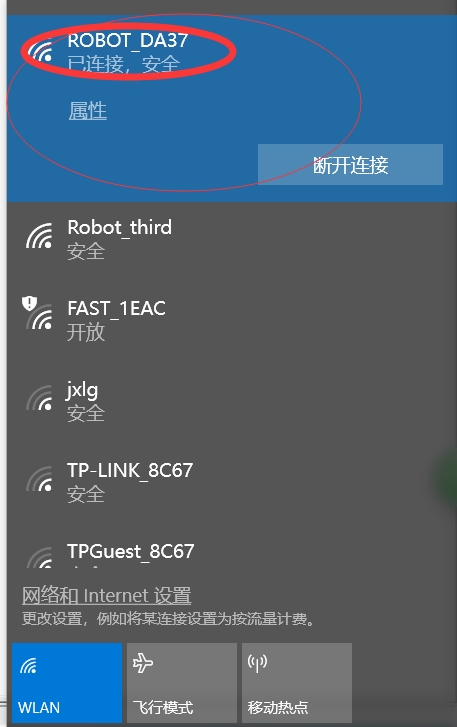 ROBOT_DA37
已连接，安全
属性
断开连接
Robot_third
安全
FAST_1EAC
开放
jxlg
安全
TP-LINK_8C67
安全
TPGuest_8C67
网络和 Internet 设置
更改设置，例如将某连接设置为按流量计费。
WLAN
飞行模式
移动热点